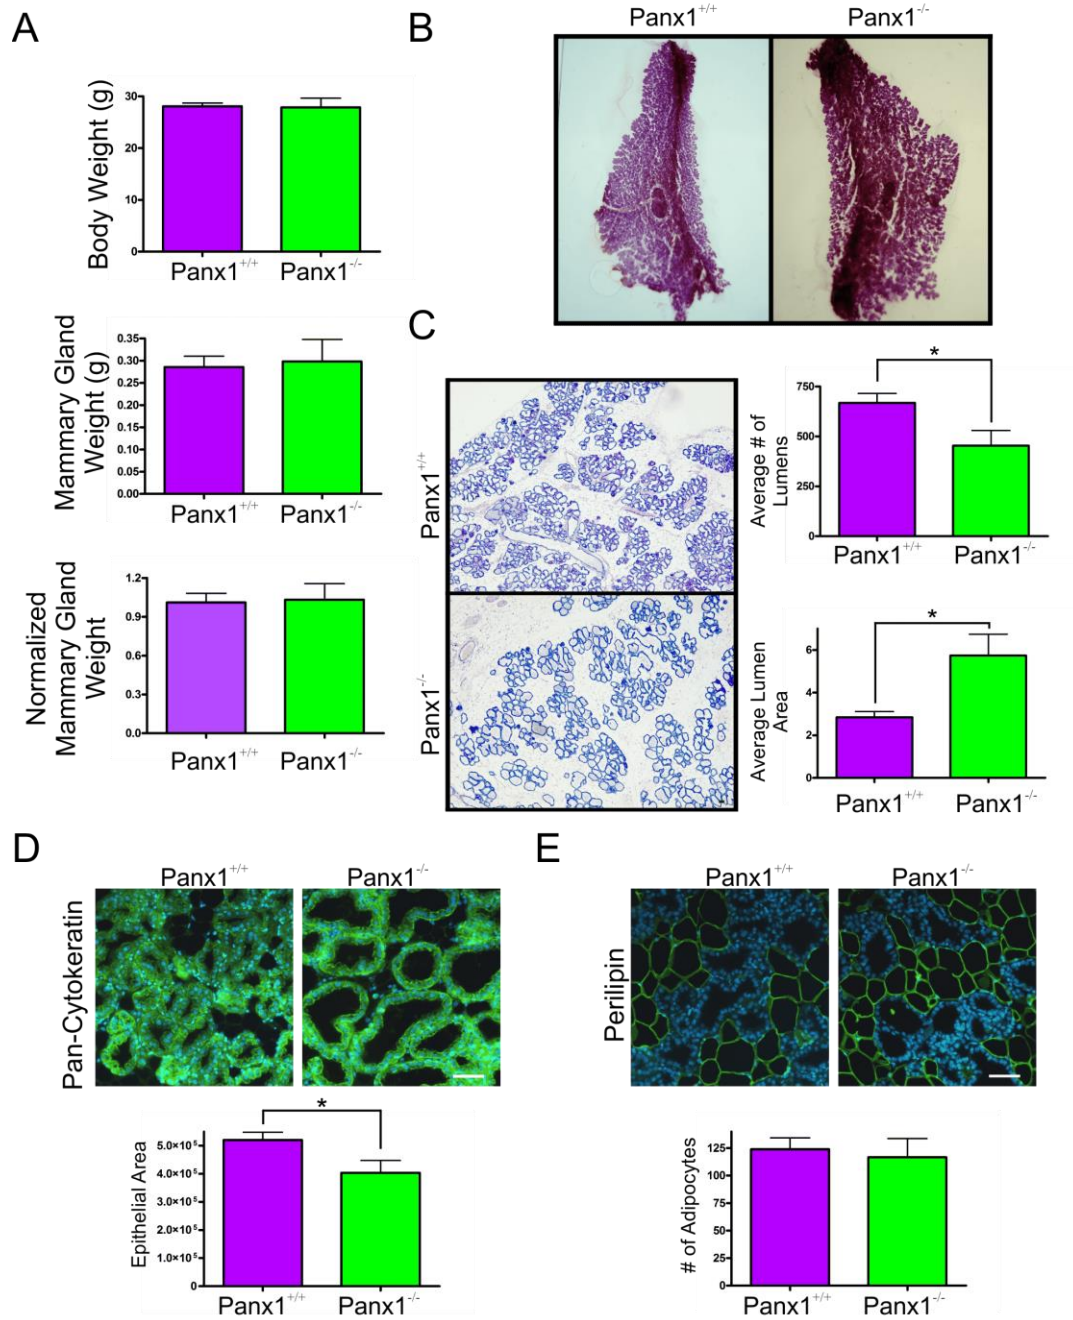 A
Body Weight (g)
30
20
10
0
Panx1+/+ Panx1-/-
Mammary Gland
Weight (g)
0.35
0.30
0.25
0.20
0.15
0.10
0.05
0.00
Panx1+/+ Panx1-/-
Normalized
Mammary Gland
Weight
1.2
0.9
0.6
0.3
0.0
Panx1+/+ Panx1-/-
B
Panx1+/+ Panx1-/-
C
Panx1+/+
Panx1-/-
*
Average # of
Lumens
750
500
250
0
Panx1+/+ Panx1-/-
*
Average Lumen
Area
6
4
2
0
Panx1+/+ Panx1-/-
D
Panx1+/+ Panx1-/-
Pan-Cytokeratin
*
Epithelial Area
5.0×10⁵
4.0×10⁵
3.0×10⁵
2.0×10⁵
1.0×10⁵
0
Panx1+/+ Panx1-/-
E
Panx1+/+ Panx1-/-
Perilipin
# of Adipocytes
125
100
75
50
25
0
Panx1+/+ Panx1-/-